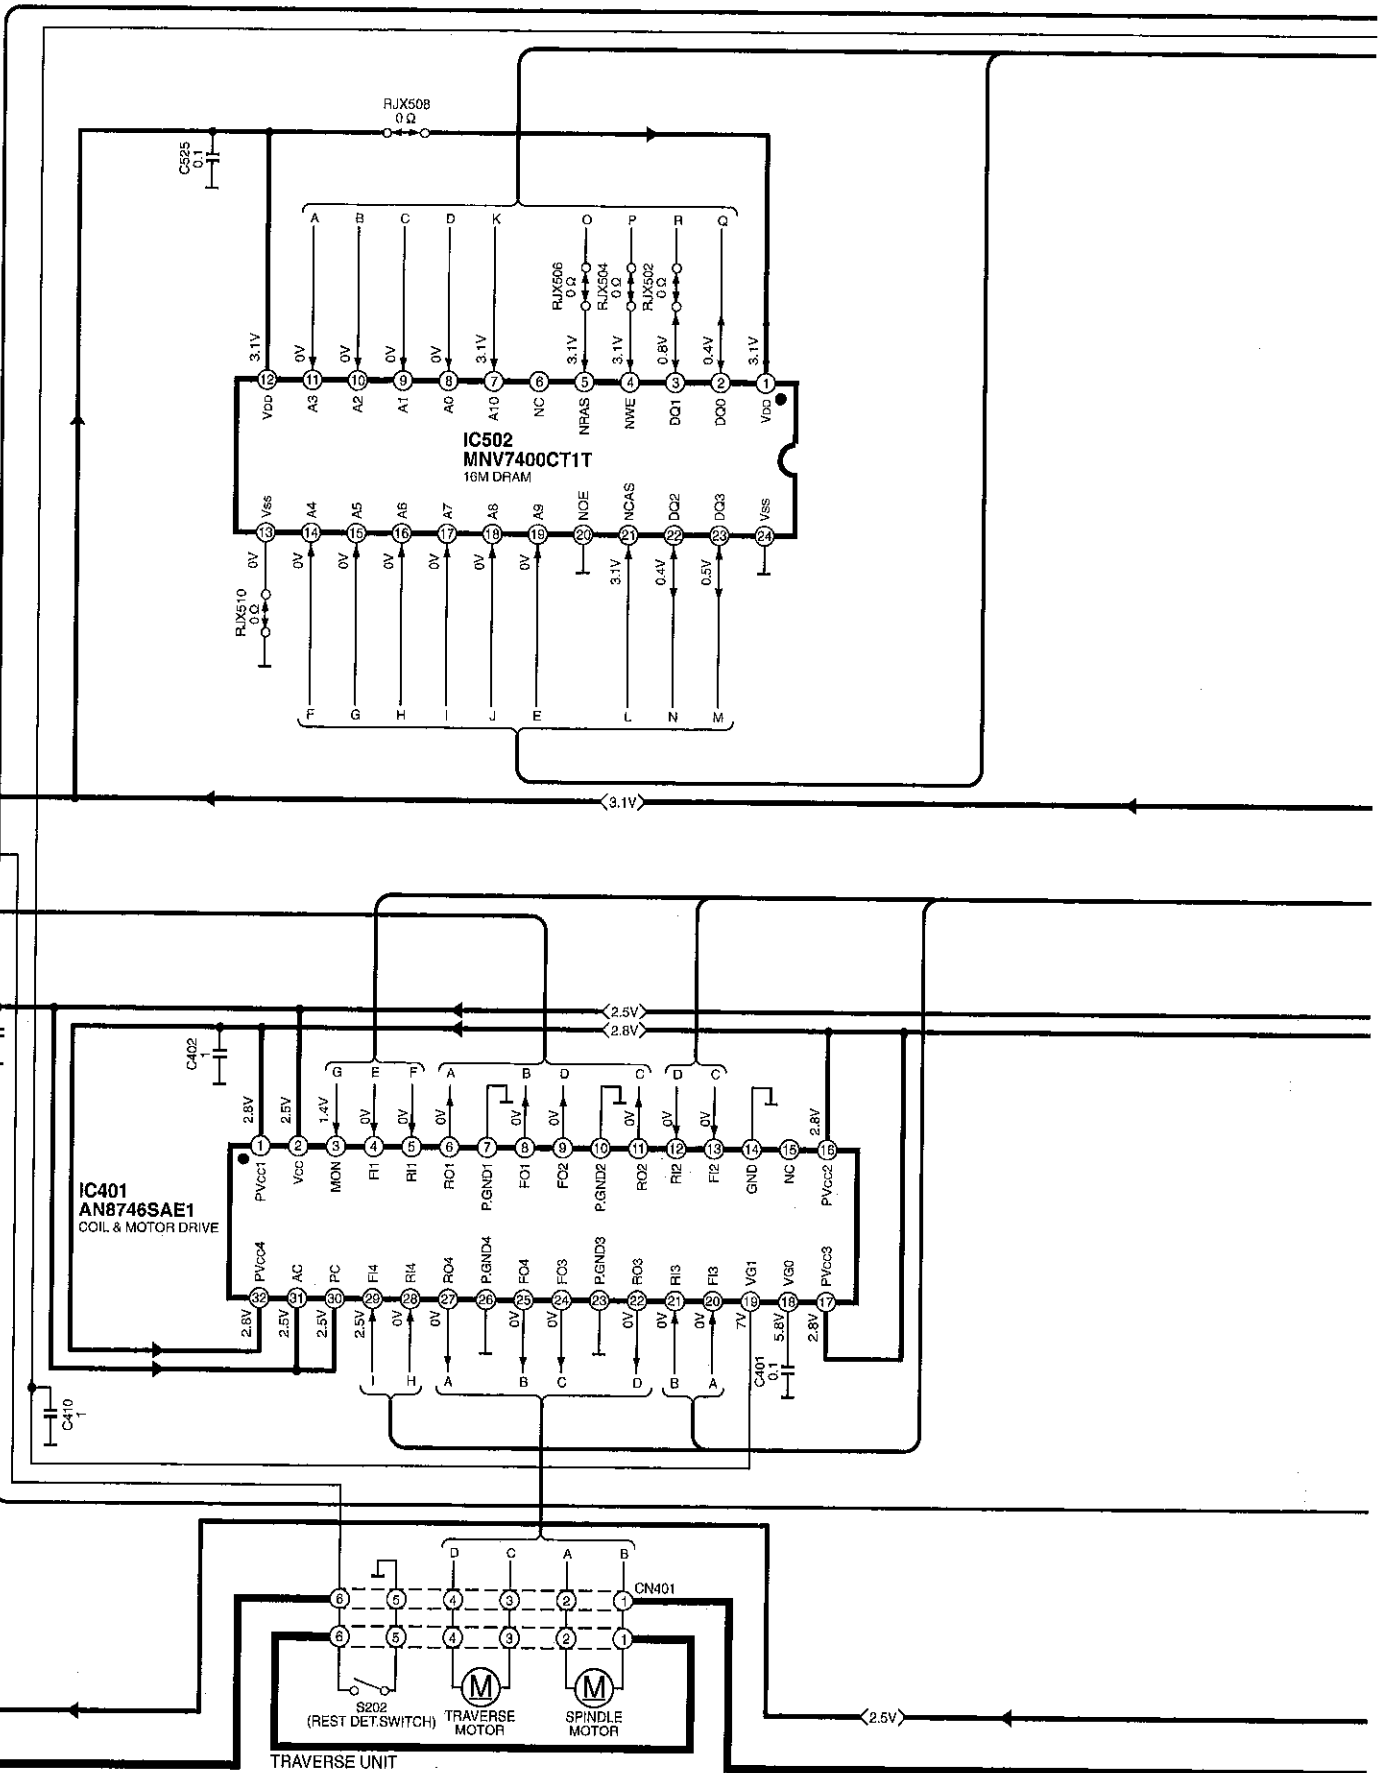 RJX508
0 Ω
C525
0.1
A B C D K O P R Q
RJX506
0 Ω
RJX504
0 Ω
RJX502
0 Ω
3.1V 0V 0V 0V 0V 3.1V 3.1V 3.1V 0.8V 0.4V 3.1V
12 11 10 9 8 7 6 5 4 3 2 1
VDD A3 A2 A1 A0 A10 NC NRAS NWE DQ1 DQ0 VDD
IC502
MNV7400CT1T
16M DRAM
Vss A4 A5 A6 A7 A8 A9 NOE NCAS DQ2 DQ3 Vss
13 14 15 16 17 18 19 20 21 22 23 24
0V 0V 0V 0V 0V 0V 0V 3.1V 0.4V 0.5V
RJX510
0 Ω
F G H I J E L N M
3.1V
2.5V
2.8V
C402
1
G E F A B D C D C
2.8V 2.5V 1.4V 0V 0V 0V 0V 0V 0V 0V 0V 2.8V
1 2 3 4 5 6 7 8 9 10 11 12 13 14 15 16
PVcc1 Vcc MON FI1 RI1 RO1 P.GND1 FO1 FO2 P.GND2 RO2 RI2 FI2 GND NC PVcc2
IC401
AN8746SAE1
COIL & MOTOR DRIVE
PVcc4 AC PC FI4 RI4 RO4 P.GND4 FO4 FO3 P.GND3 RO3 RI3 FI3 VG1 VG0 PVcc3
32 31 30 29 28 27 26 25 24 23 22 21 20 19 18 17
2.8V 2.5V 2.5V 2.5V 0V 0V 0V 0V 0V 0V 0V 7V 5.8V 2.8V
C401
0.1
I H A B C D B A
C410
1
D C A B
CN401
6 5 4 3 2 1
6 5 4 3 2 1
M M
S202
(REST DET.SWITCH)
TRAVERSE
MOTOR
SPINDLE
MOTOR
2.5V
TRAVERSE UNIT